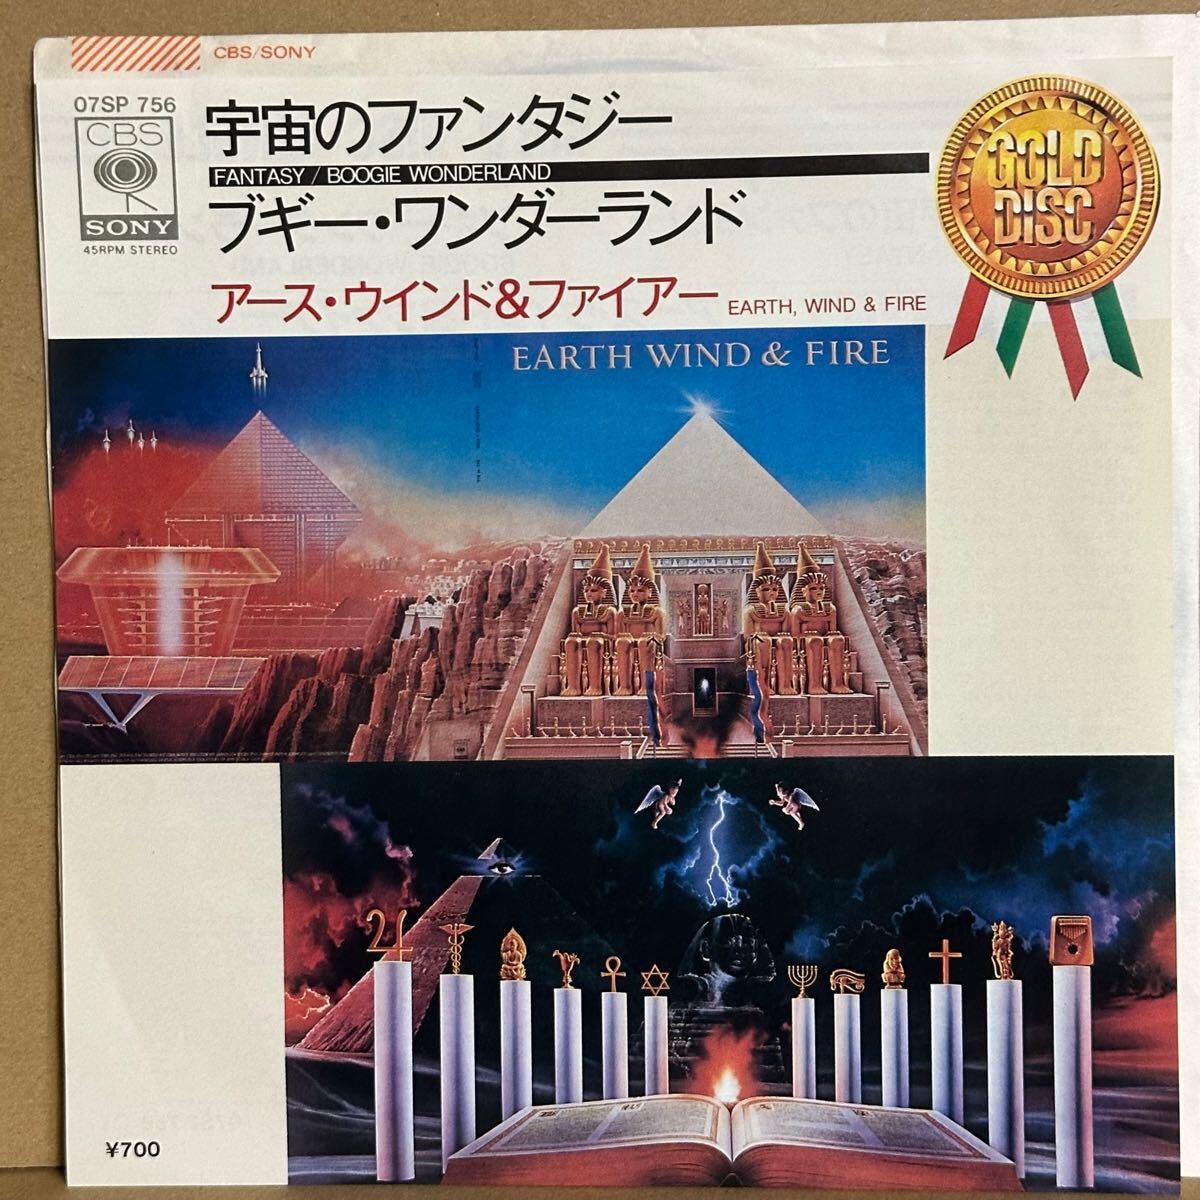 CBS/SONY
07SP 756
CBS
SONY
45RPM STEREO
宇宙のファンタジー
FANTASY / BOOGIE WONDERLAND
ブギー・ワンダーランド
アース・ウインド&ファイアー EARTH, WIND & FIRE
GOLD
DISC
EARTH WIND & FIRE
¥700